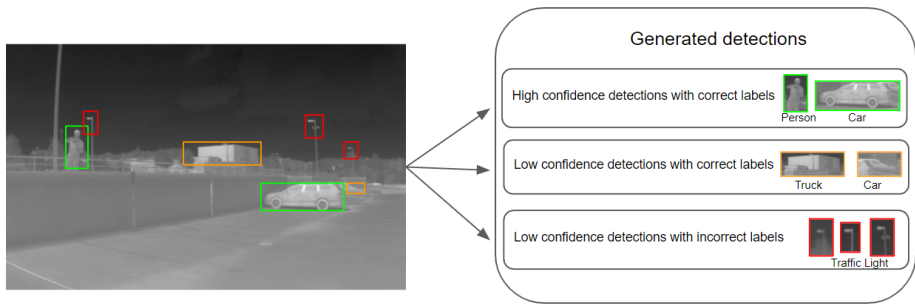 Generated detections
High confidence detections with correct labels
Person
Car
Low confidence detections with correct labels
Truck
Car
Low confidence detections with incorrect labels
Traffic Light